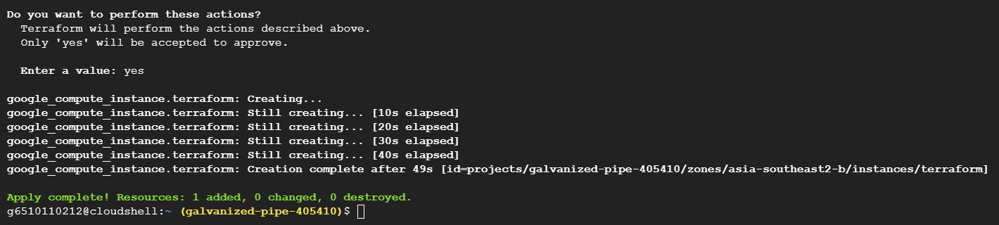 Do you want to perform these actions?
Terraform will perform the actions described above.
Only 'yes' will be accepted to approve.
Enter a value: yes
google_compute_instance.terraform: Creating...
google_compute_instance.terraform: Still creating... [10s elapsed]
google_compute_instance.terraform: Still creating... [20s elapsed]
google_compute_instance.terraform: Still creating... [30s elapsed]
google_compute_instance.terraform: Still creating... [40s elapsed]
google_compute_instance.terraform: Creation complete after 49s [id=projects/galvanized-pipe-405410/zones/asia-southeast2-b/instances/terraform]
Apply complete! Resources: 1 added, 0 changed, 0 destroyed.
g6510110212@cloudshell:~ (galvanized-pipe-405410)$